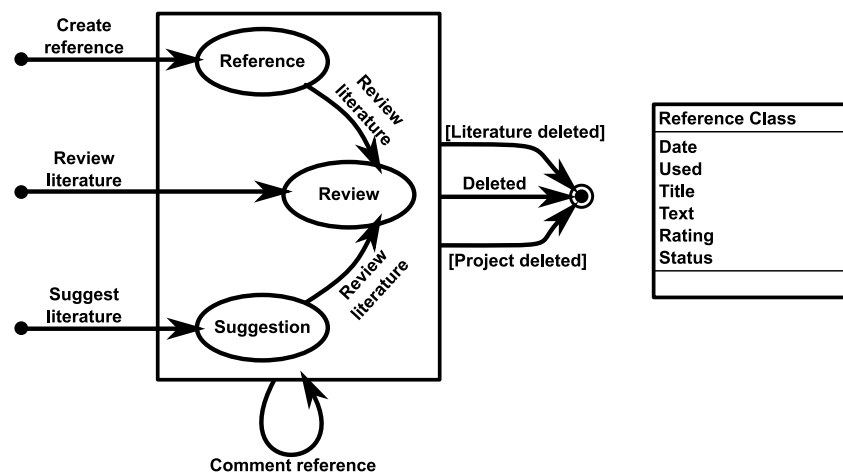 Create
reference
Reference
Review
literature
Review
literature
Review
Review
literature
Suggest
literature
Suggestion
Comment reference
[Literature deleted]
Deleted
[Project deleted]
Reference Class
Date
Used
Title
Text
Rating
Status